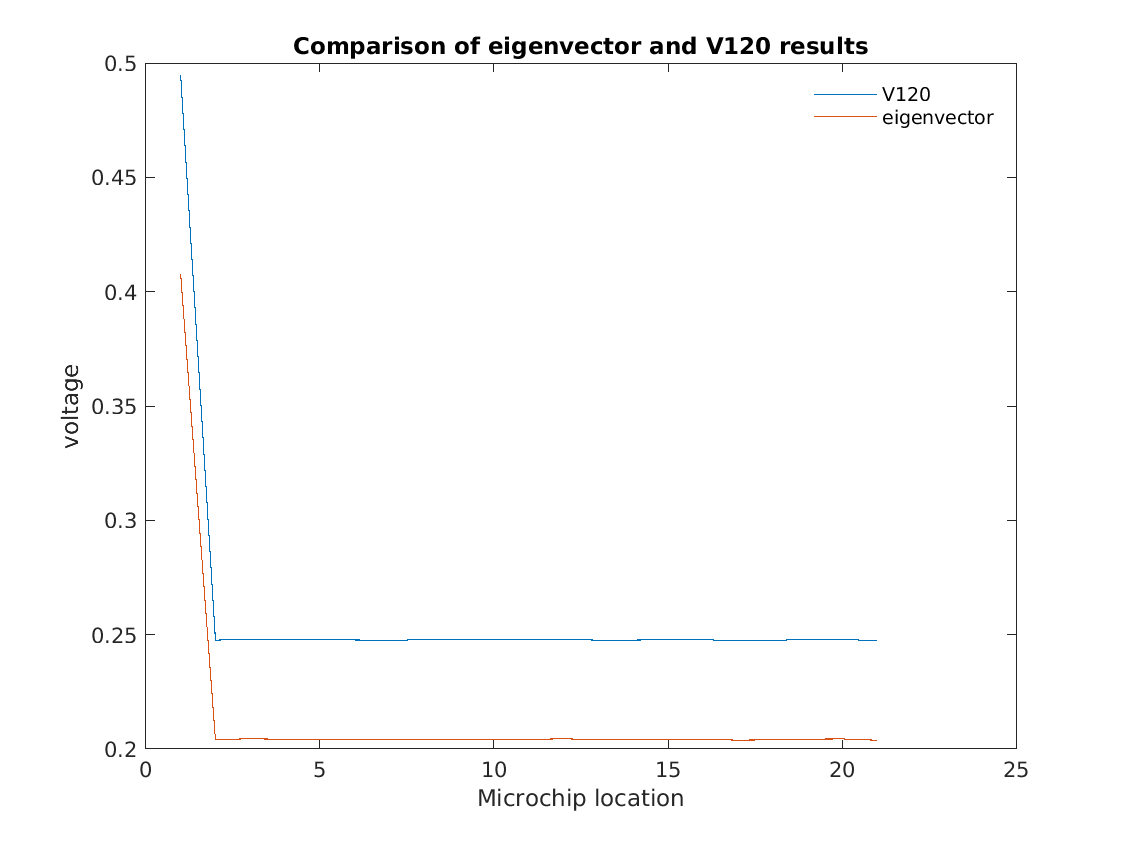 Comparison of eigenvector and V120 results
V120
eigenvector
0.5
0.45
0.4
0.35
0.3
0.25
0.2
voltage
0 5 10 15 20 25
Microchip location